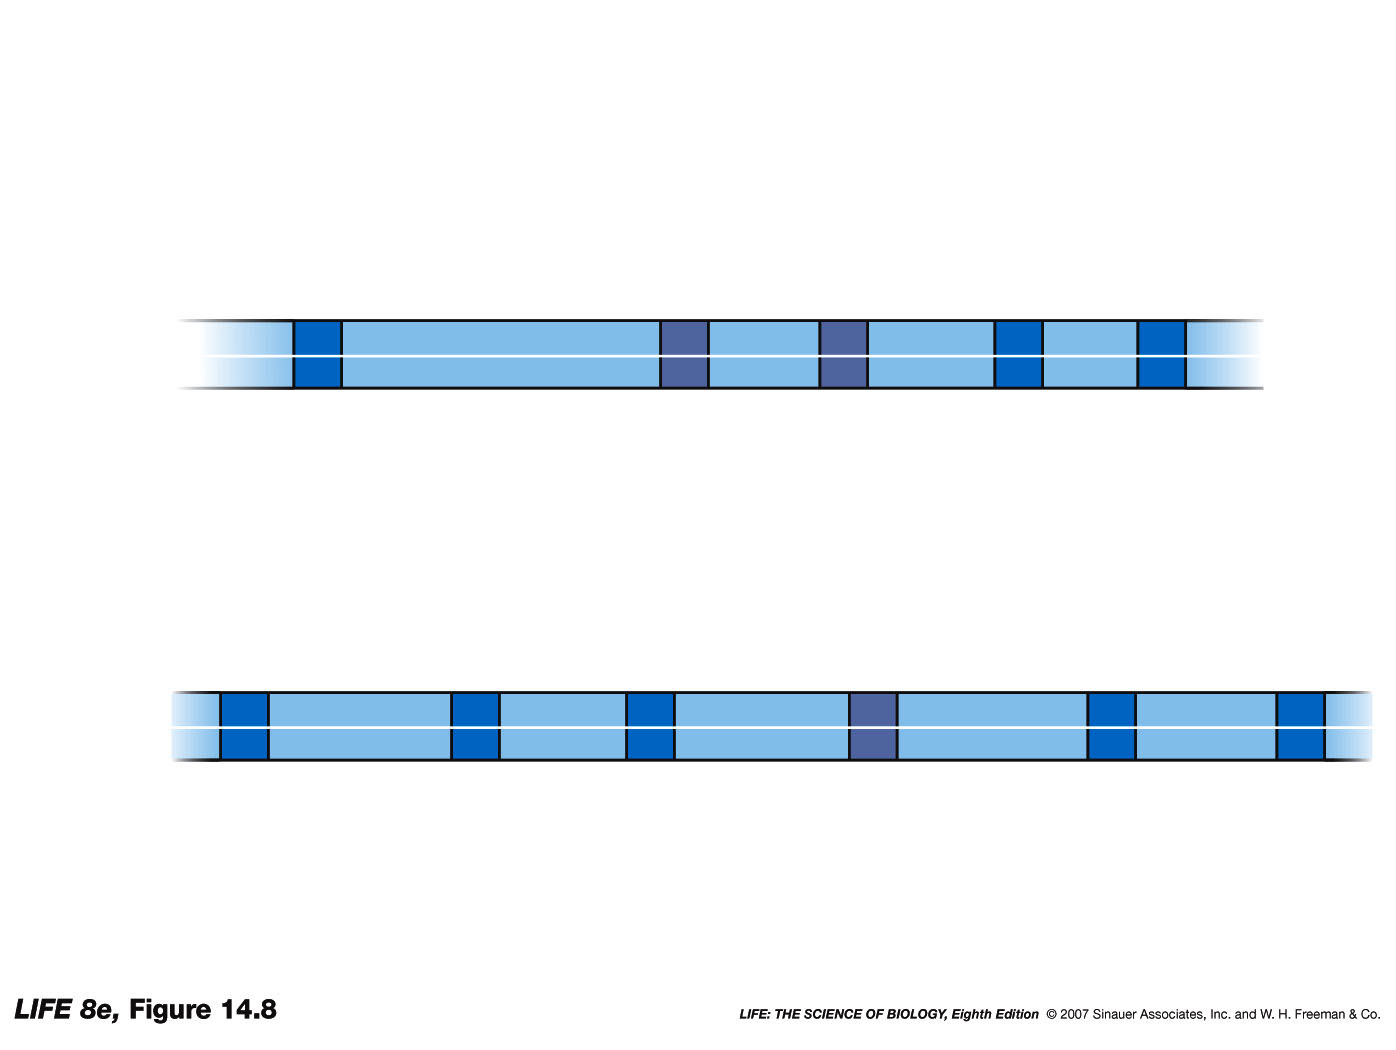 LIFE 8e, Figure 14.8
LIFE: THE SCIENCE OF BIOLOGY, Eighth Edition © 2007 Sinauer Associates, Inc. and W. H. Freeman & Co.